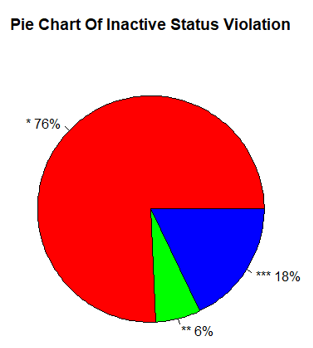 Pie Chart Of Inactive Status Violation
* 76%
*** 18%
** 6%